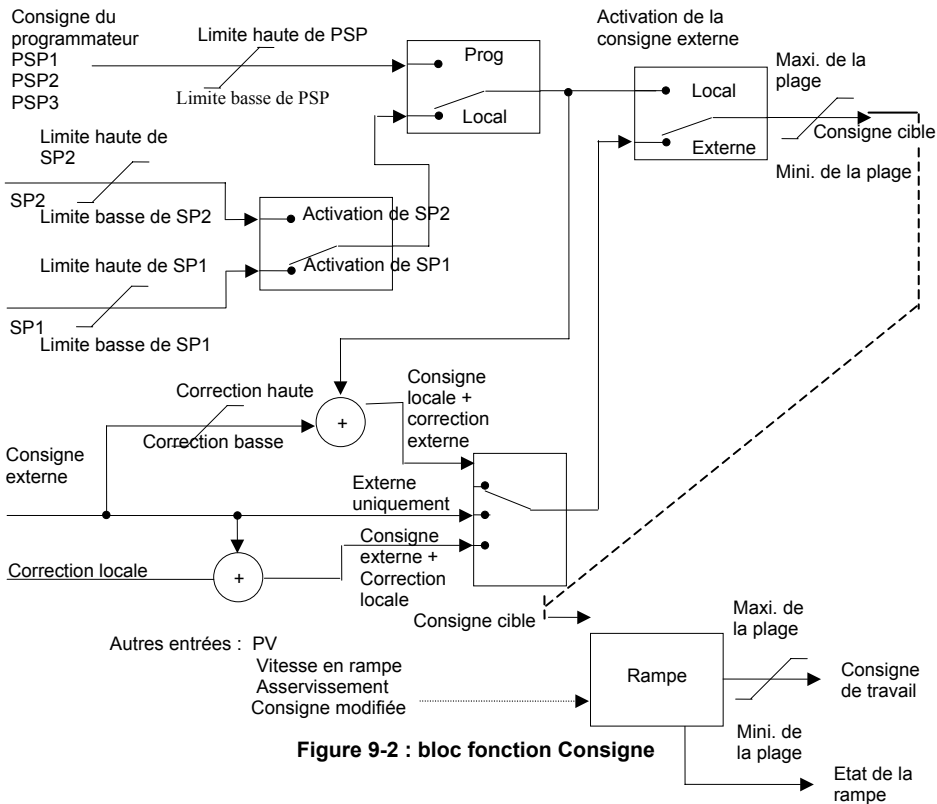 Consigne du
programmateur
PSP1
PSP2
PSP3
Limite haute de PSP
Limite basse de PSP
Prog
Local
Activation de la
consigne externe
Local
Externe
Maxi. de la
plage
Consigne cible
Mini. de la plage
Limite haute de
SP2
SP2
Limite basse de SP2
Activation de SP2
Limite haute de SP1
Activation de SP1
SP1
Limite basse de SP1
Correction haute
Correction basse
+
Consigne
locale +
correction
externe
Consigne
externe
Externe
uniquement
Consigne
externe +
Correction
locale
Correction locale
+
Consigne cible
Autres entrées : PV
Vitesse en rampe
Asservissement
Consigne modifiée
Rampe
Maxi. de
la plage
Consigne
de travail
Mini. de
la plage
Etat de la
rampe
Figure 9-2 : bloc fonction Consigne